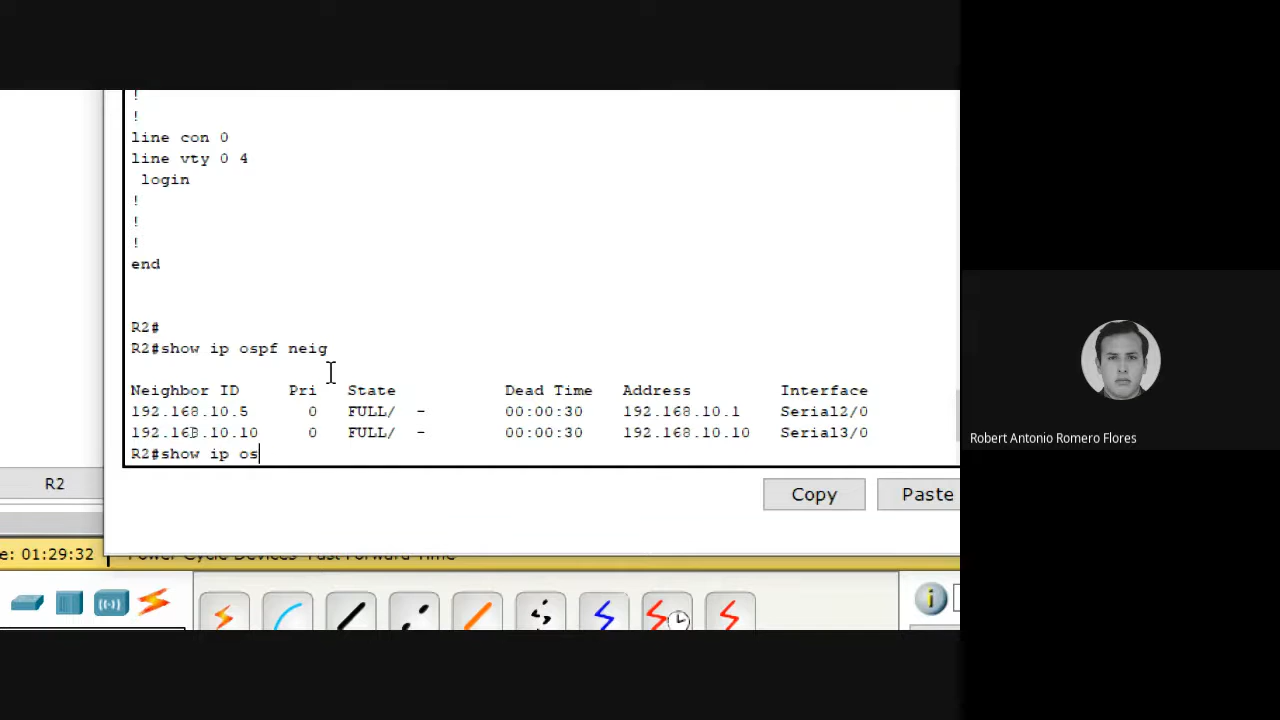 !
!
line con 0
line vty 0 4
login
!
!
!
end
R2#
R2#show ip ospf neig
Neighbor ID Pri State Dead Time Address Interface
192.168.10.5 0 FULL/ - 00:00:30 192.168.10.1 Serial2/0
192.168.10.10 0 FULL/ - 00:00:30 192.168.10.10 Serial3/0
R2#show ip os
Robert Antonio Romero Flores
R2
Copy Paste
e: 01:29:32 Power Cycle Devices Fast Forward Time